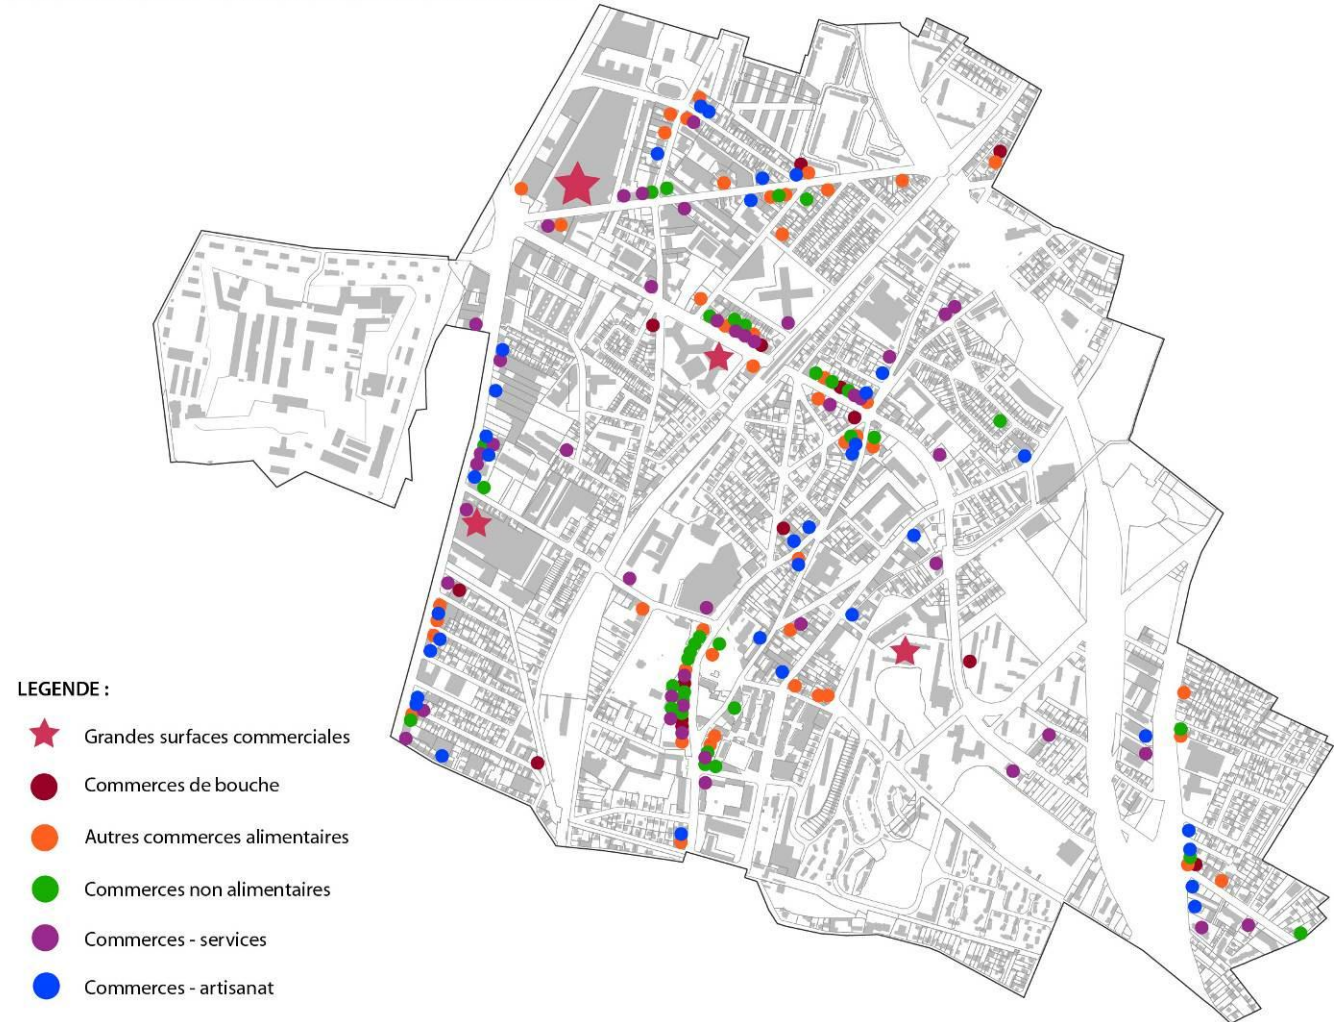 LEGENDE :
Grandes surfaces commerciales
Commerces de bouche
Autres commerces alimentaires
Commerces non alimentaires
Commerces - services
Commerces - artisanat